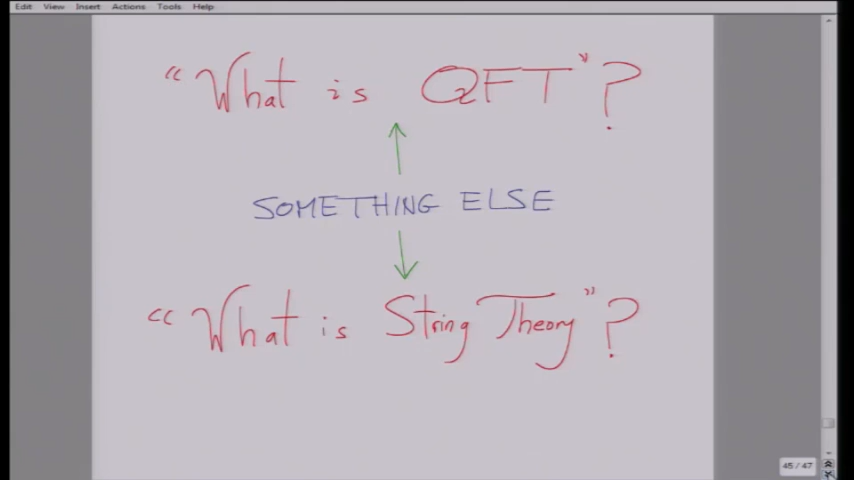 Edit View Insert Actions Tools Help
"What is QFT"?
SOMETHING ELSE
"What is String Theory"?
45 / 47